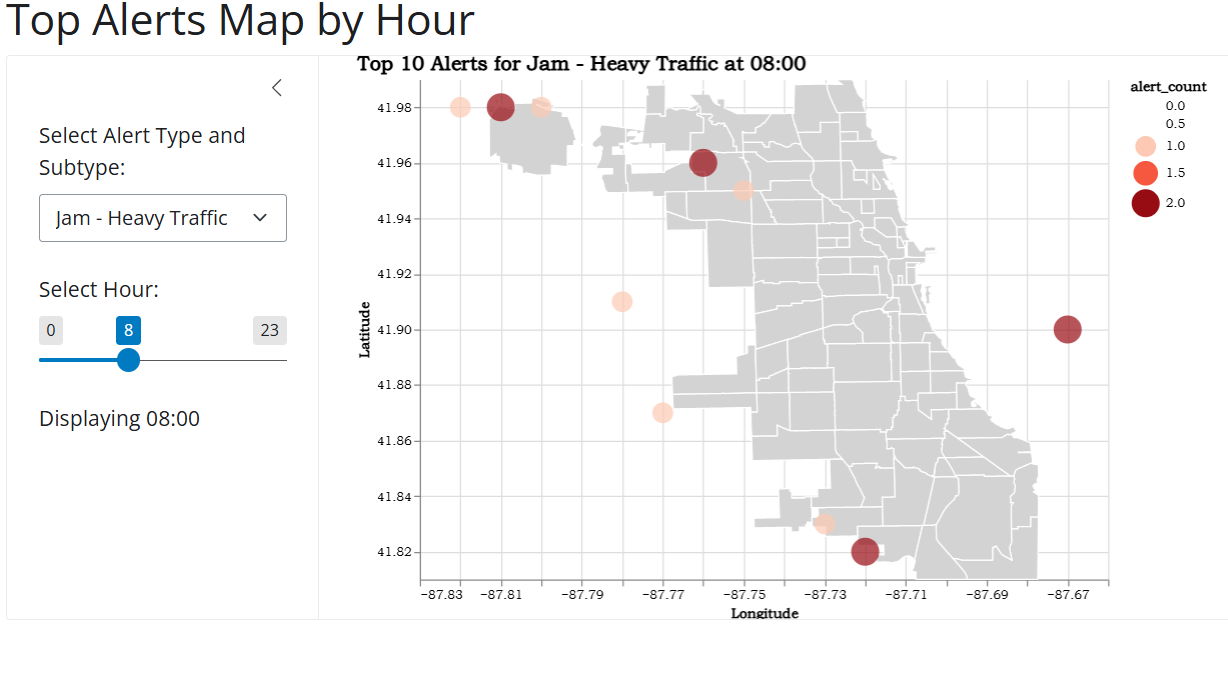 Top Alerts Map by Hour
Select Alert Type and
Subtype:
Jam - Heavy Traffic
Select Hour:
0
8
23
Displaying 08:00
Top 10 Alerts for Jam - Heavy Traffic at 08:00
41.98
41.96
41.94
41.92
41.90
41.88
41.86
41.84
41.82
Latitude
−87.83 −87.81 −87.79 −87.77 −87.75 −87.73 −87.71 −87.69 −87.67
Longitude
alert_count
0.0
0.5
1.0
1.5
2.0